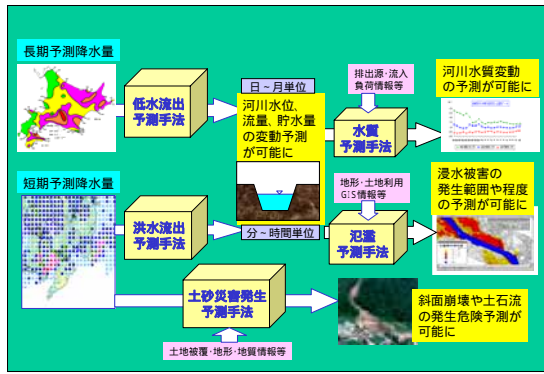 長期予測降水量
低水流出
予測手法
日~月単位
河川水位、
流量、貯水量
の変動予測
が可能に
排出源・流入
負荷情報等
水質
予測手法
河川水質変動
の予測が可能に
短期予測降水量
洪水流出
予測手法
分~時間単位
地形・土地利用
GIS情報等
氾濫
予測手法
浸水被害の
発生範囲や程度
の予測が可能に
土砂災害発生
予測手法
土地被覆・地形・地質情報等
斜面崩壊や土石流
の発生危険予測が
可能に